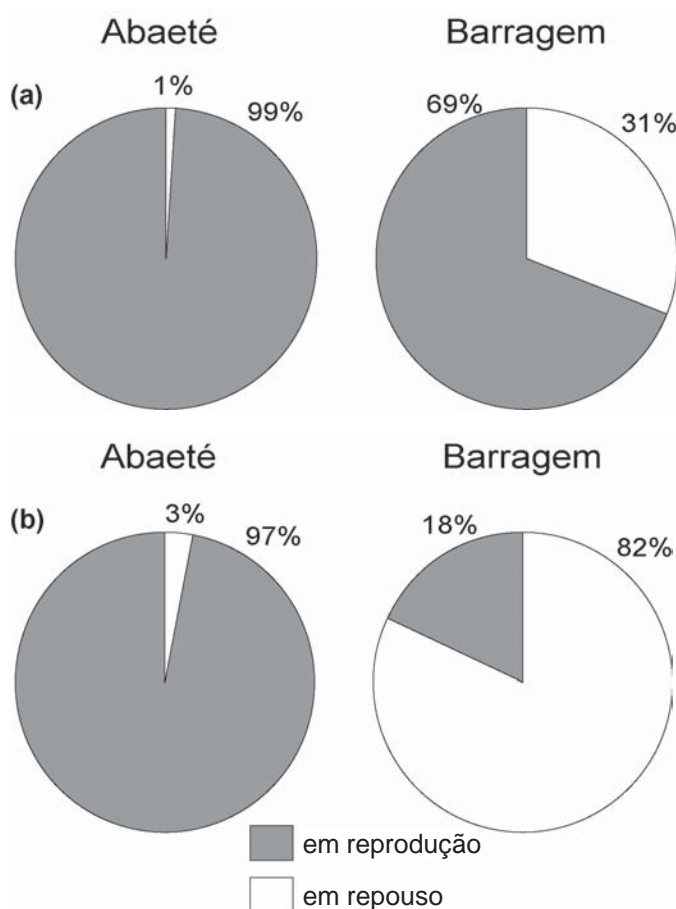 Abaeté Barragem
(a) 1% 99% 69% 31%
Abaeté Barragem
(b) 3% 97% 18% 82%
em reprodução
em repouso